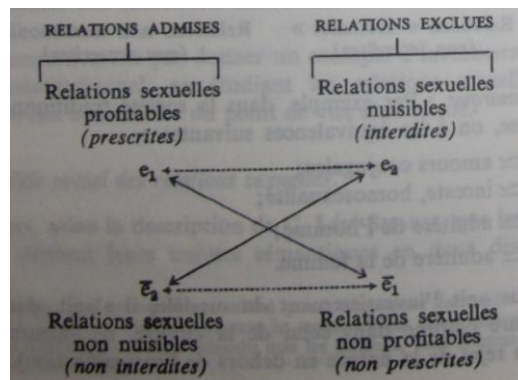 RELATIONS ADMISES RELATIONS EXCLUES
Relations sexuelles Relations sexuelles
profitables nuisibles
(prescrites) (interdites)
e₁ e₂
ē₂ ē₁
Relations sexuelles Relations sexuelles
non nuisibles non profitables
(non interdites) (non prescrites)